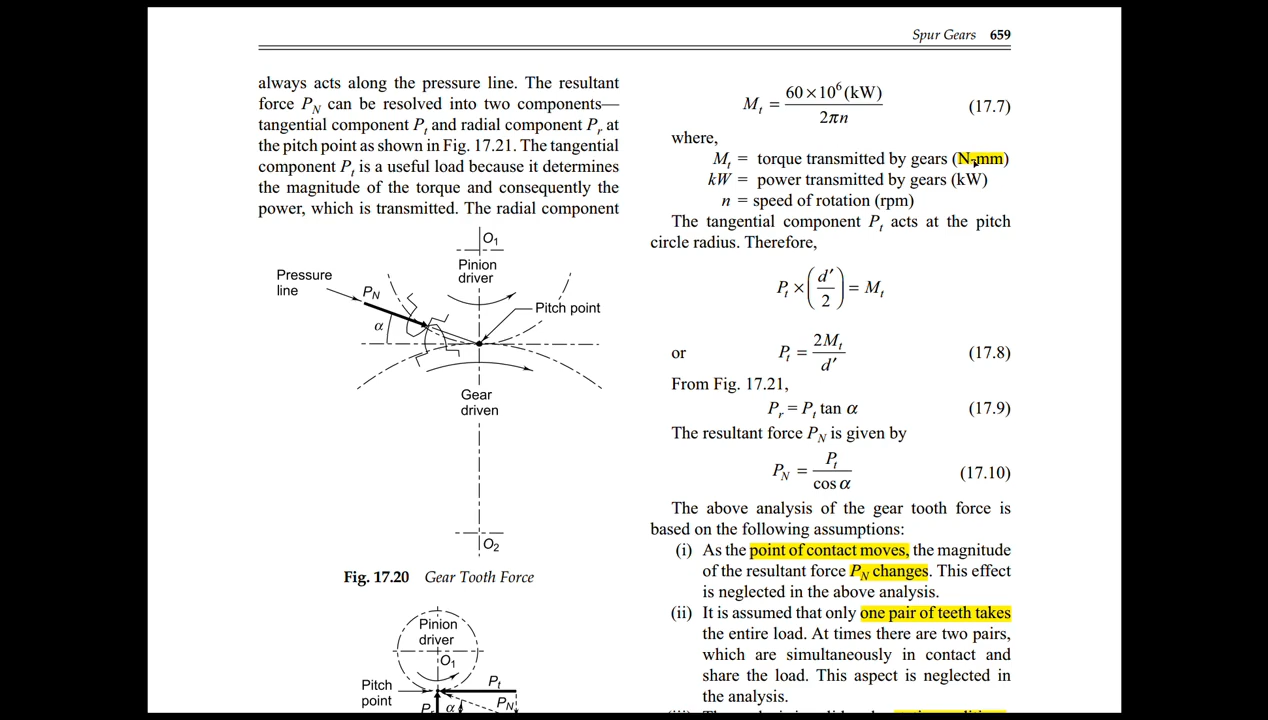 Spur Gears 659
always acts along the pressure line. The resultant
force P_N can be resolved into two components—
tangential component P_t and radial component P_r at
the pitch point as shown in Fig. 17.21. The tangential
component P_t is a useful load because it determines
the magnitude of the torque and consequently the
power, which is transmitted. The radial component
O₁
Pinion
driver
Pressure
line
P_N
Pitch point
α
Gear
driven
O₂
Fig. 17.20 Gear Tooth Force
Pinion
driver
O₁
Pitch
point
P_t
P_N
α
M_t = 60 × 10⁶ (kW) / 2πn (17.7)
where,
M_t = torque transmitted by gears (N-mm)
kW = power transmitted by gears (kW)
n = speed of rotation (rpm)
The tangential component P_t acts at the pitch
circle radius. Therefore,
P_t × (d′ / 2) = M_t
or P_t = 2M_t / d′ (17.8)
From Fig. 17.21,
P_r = P_t tan α (17.9)
The resultant force P_N is given by
P_N = P_t / cos α (17.10)
The above analysis of the gear tooth force is
based on the following assumptions:
(i) As the point of contact moves, the magnitude
of the resultant force P_N changes. This effect
is neglected in the above analysis.
(ii) It is assumed that only one pair of teeth takes
the entire load. At times there are two pairs,
which are simultaneously in contact and
share the load. This aspect is neglected in
the analysis.